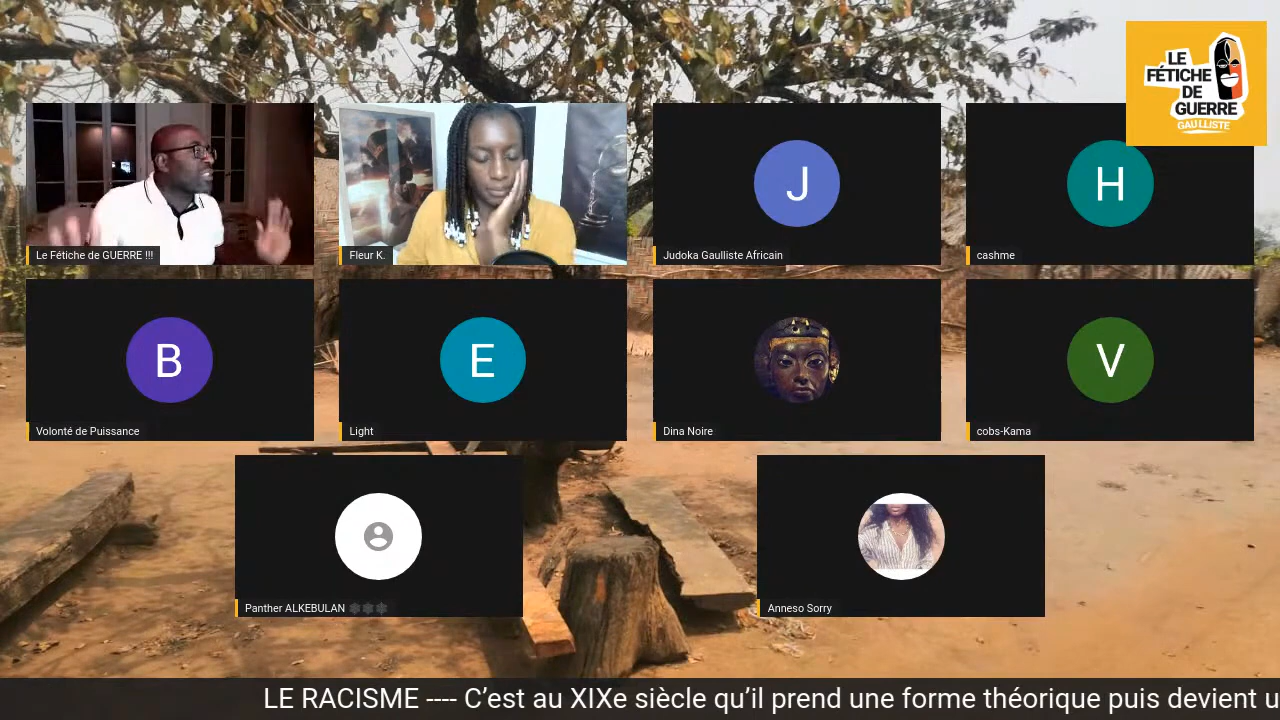 LE
FÉTICHE
DE
GUERRE
GAULLISTE
Le Fétiche de GUERRE !!!
Fleur K.
J
Judoka Gaulliste Africain
H
cashme
B
Volonté de Puissance
E
Light
Dina Noire
V
cobs-Kama
Panther ALKEBULAN
Anneso Sorry
LE RACISME ---- C’est au XIXe siècle qu’il prend une forme théorique puis devient u